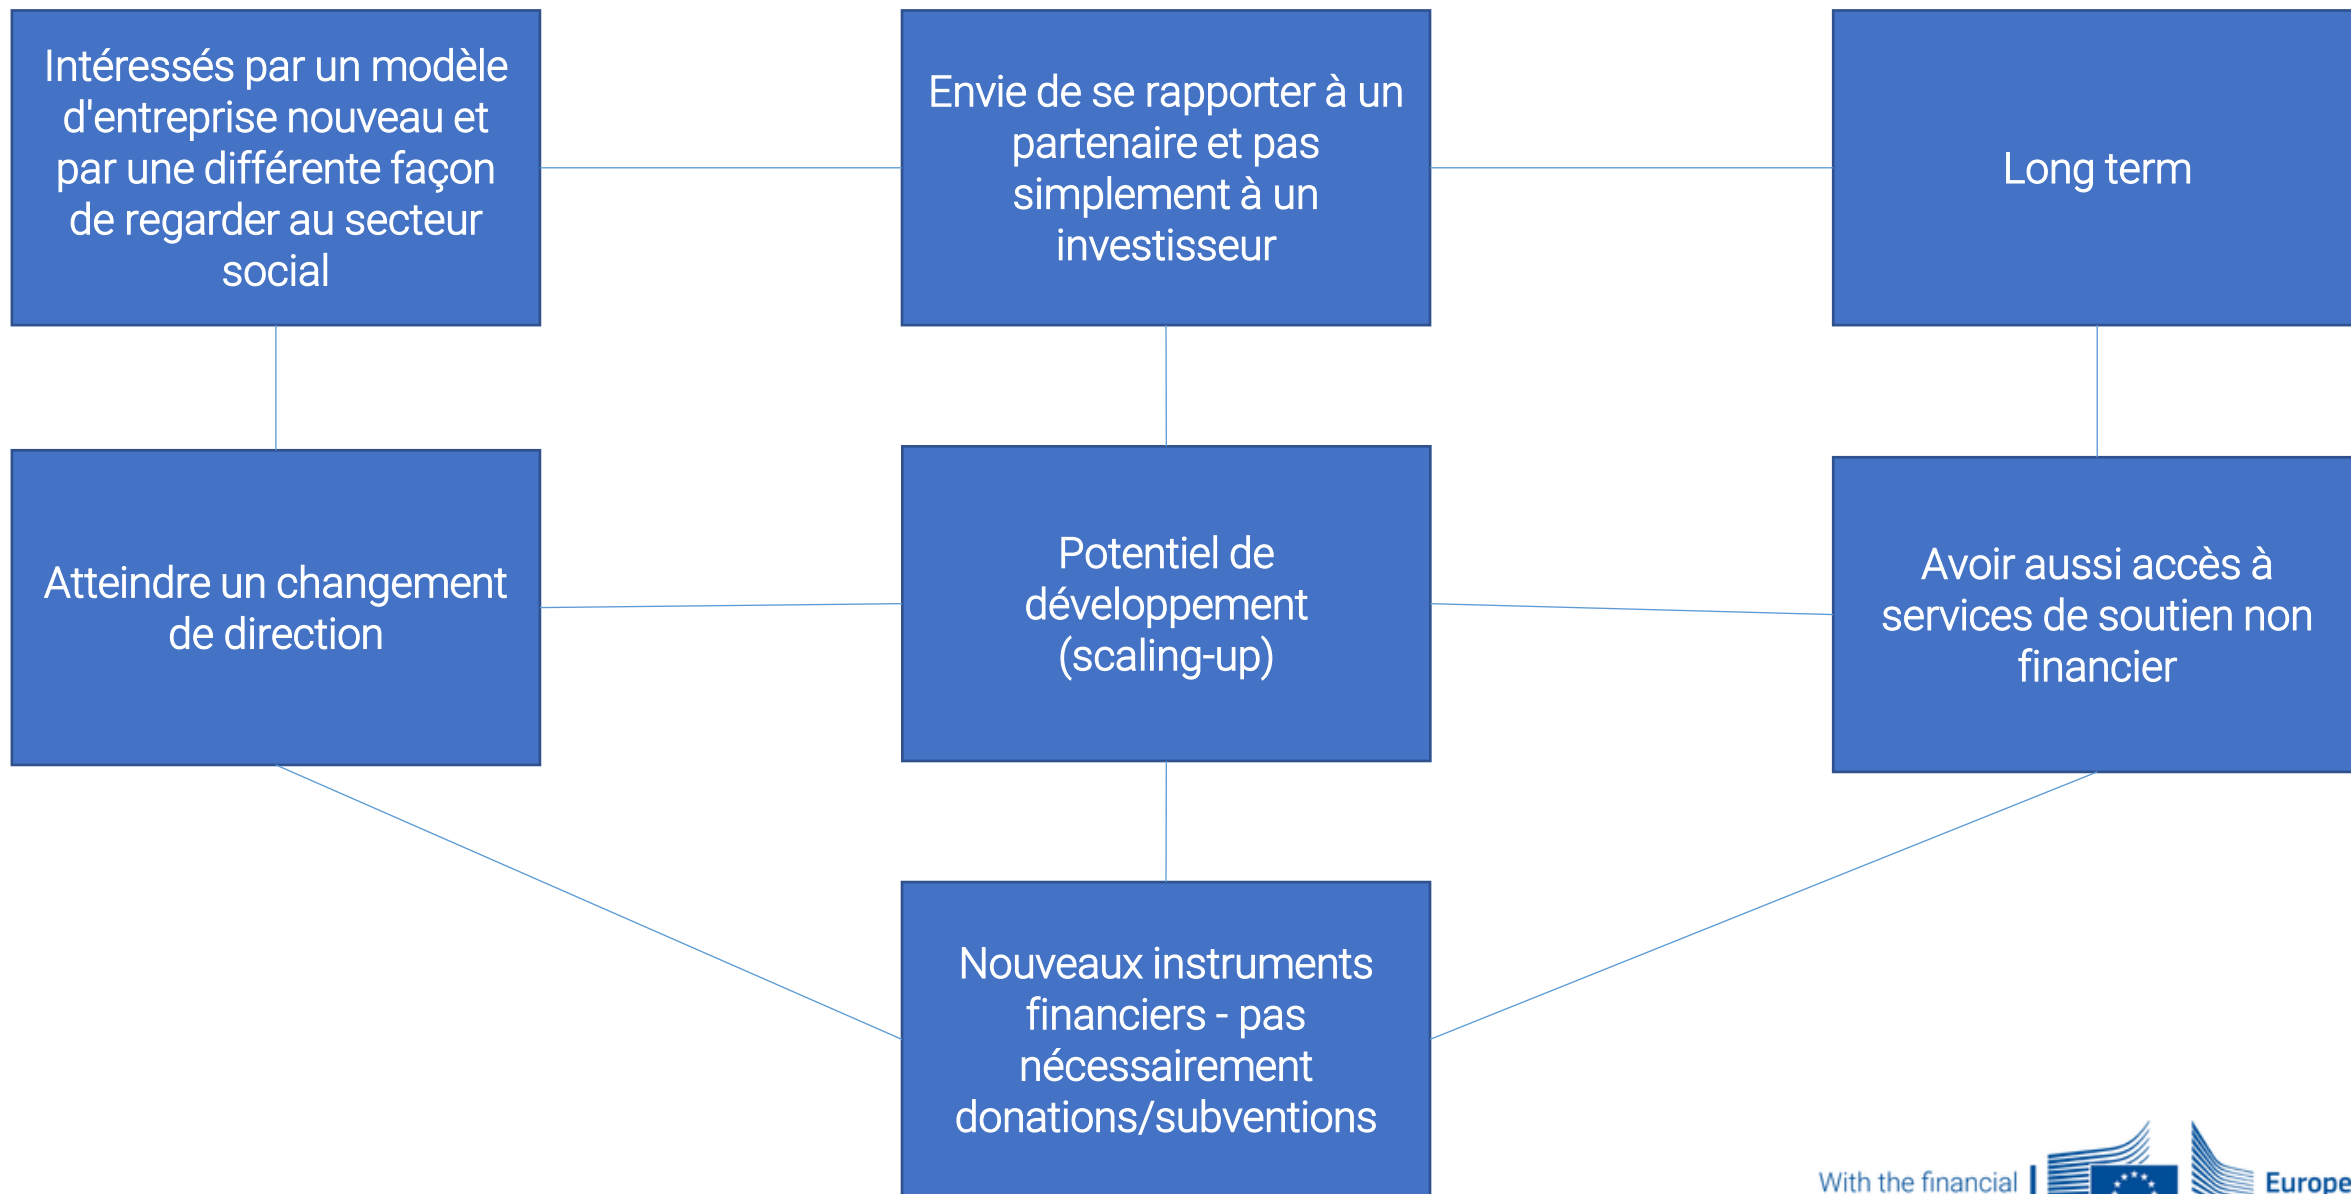 Intéressés par un modèle
d'entreprise nouveau et
par une différente façon
de regarder au secteur
social
Envie de se rapporter à un
partenaire et pas
simplement à un
investisseur
Long term
Atteindre un changement
de direction
Potentiel de
développement
(scaling-up)
Avoir aussi accès à
services de soutien non
financier
Nouveaux instruments
financiers - pas
nécessairement
donations/subventions
With the financial